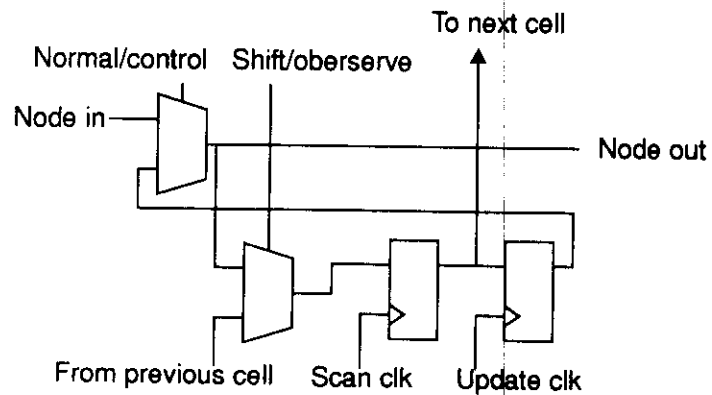 To next cell
Normal/control
Shift/oberserve
Node in
Node out
From previous cell
Scan clk
Update clk